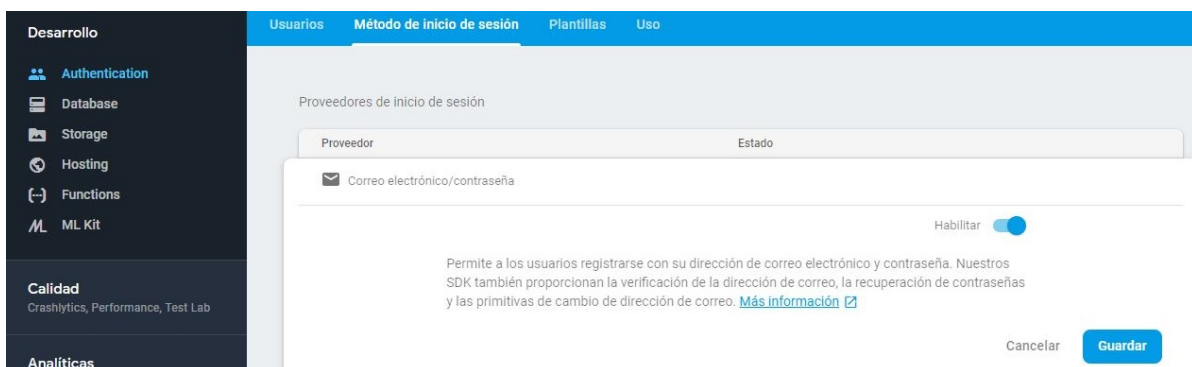 Desarrollo
Authentication
Database
Storage
Hosting
Functions
ML Kit
Calidad
Crashlytics, Performance, Test Lab
Analíticas
Usuarios Método de inicio de sesión Plantillas Uso
Proveedores de inicio de sesión
Proveedor Estado
Correo electrónico/contraseña
Habilitar
Permite a los usuarios registrarse con su dirección de correo electrónico y contraseña. Nuestros
SDK también proporcionan la verificación de la dirección de correo, la recuperación de contraseñas
y las primitivas de cambio de dirección de correo. Más información
Cancelar Guardar